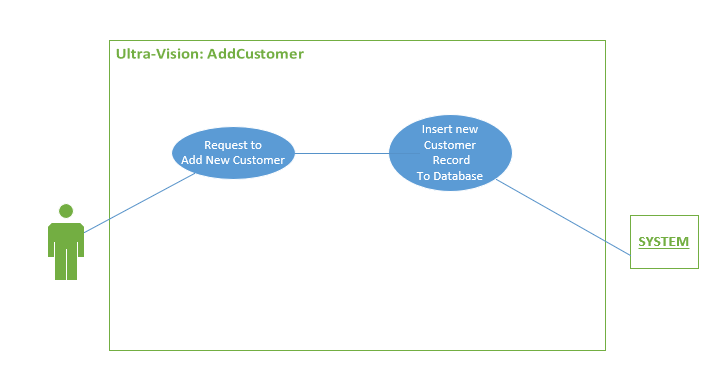 Ultra-Vision: AddCustomer
Request to
Add New Customer
Insert new
Customer
Record
To Database
SYSTEM